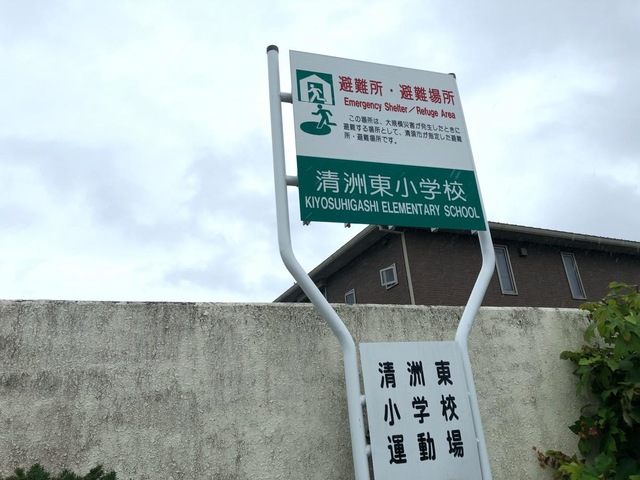 避難所・避難場所
Emergency Shelter／Refuge Area
この場所は、大規模災害が発生したときに
避難する場所として、清須市が指定した避難
所・避難場所です。
清洲東小学校
KIYOSUHIGASHI ELEMENTARY SCHOOL
清洲東
小学校
運動場